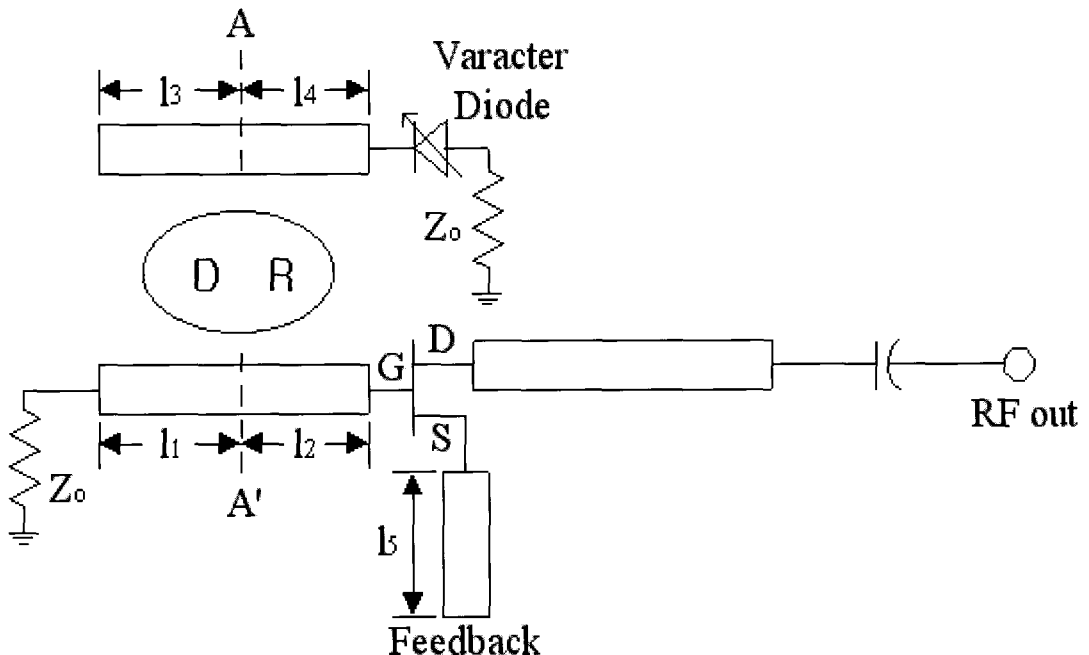 A
l3
l4
Varacter
Diode
Zo
D R
G
D
S
l1
l2
Zo
A'
l5
RF out
Feedback